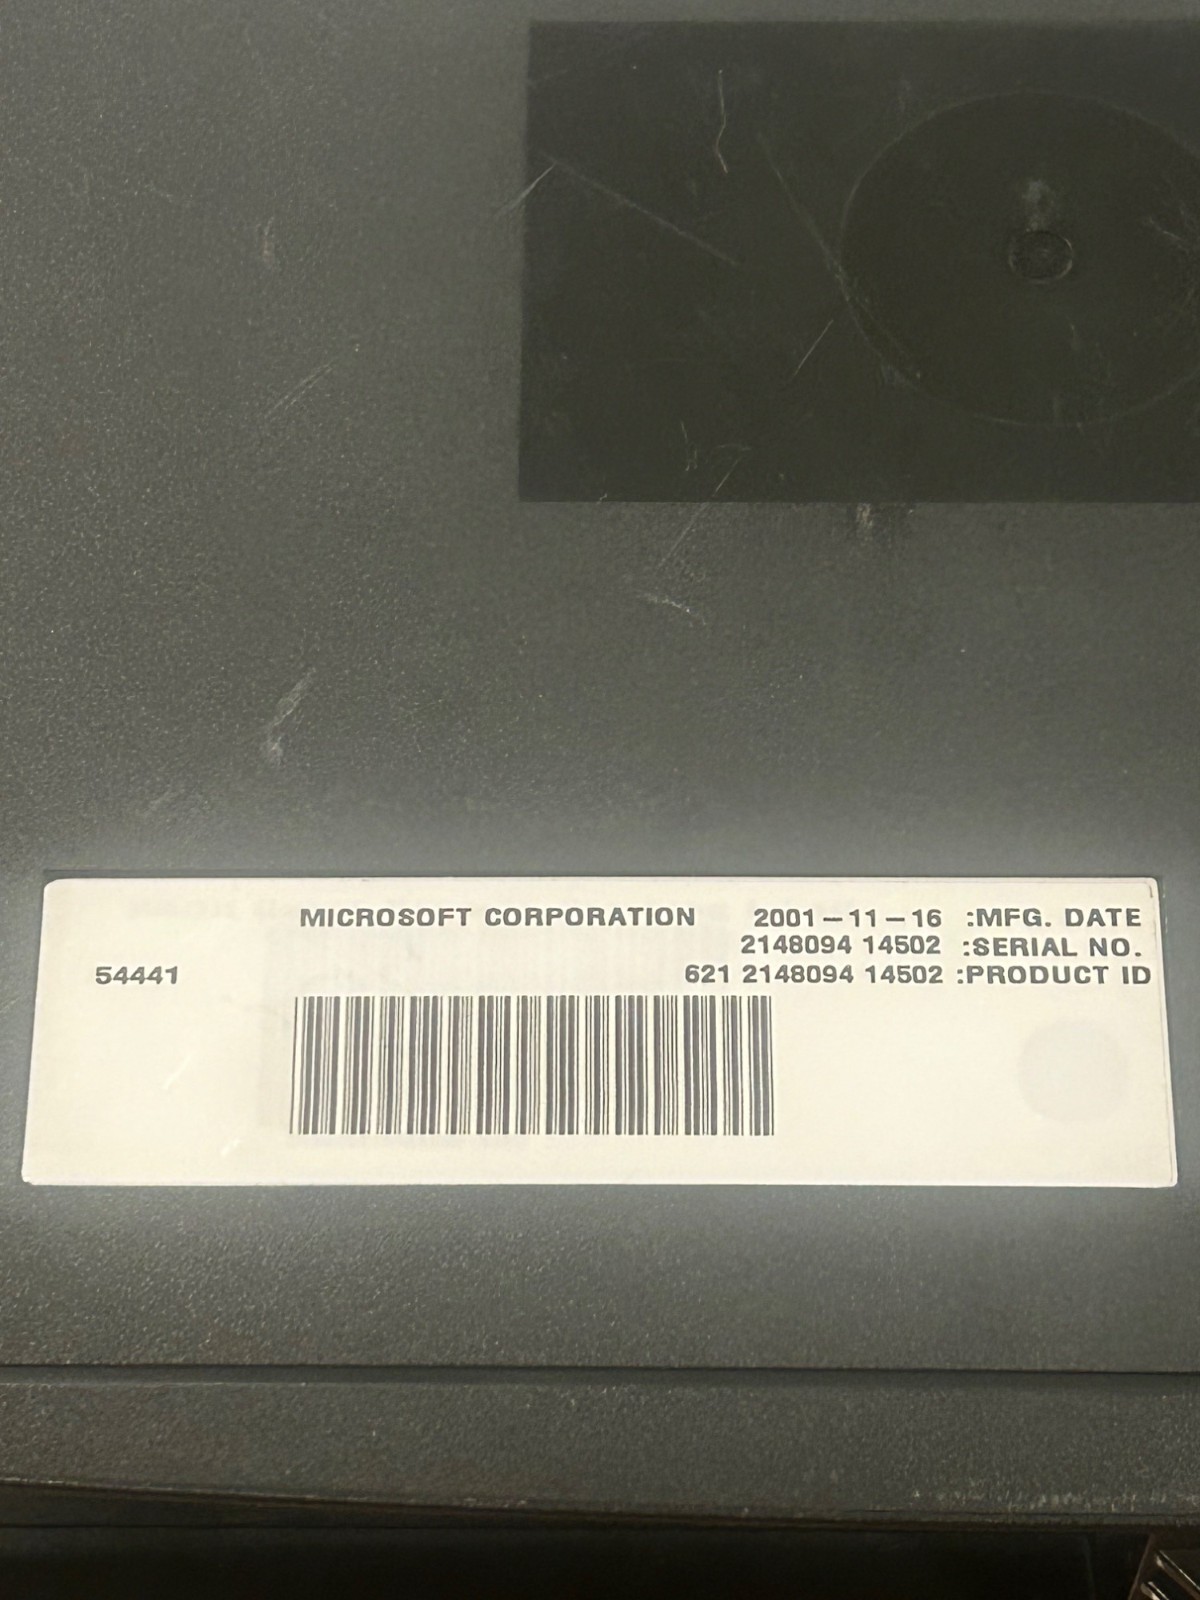 MICROSOFT CORPORATION 2001-11-16 :MFG. DATE
2148094 14502 :SERIAL NO.
54441 621 2148094 14502 :PRODUCT ID